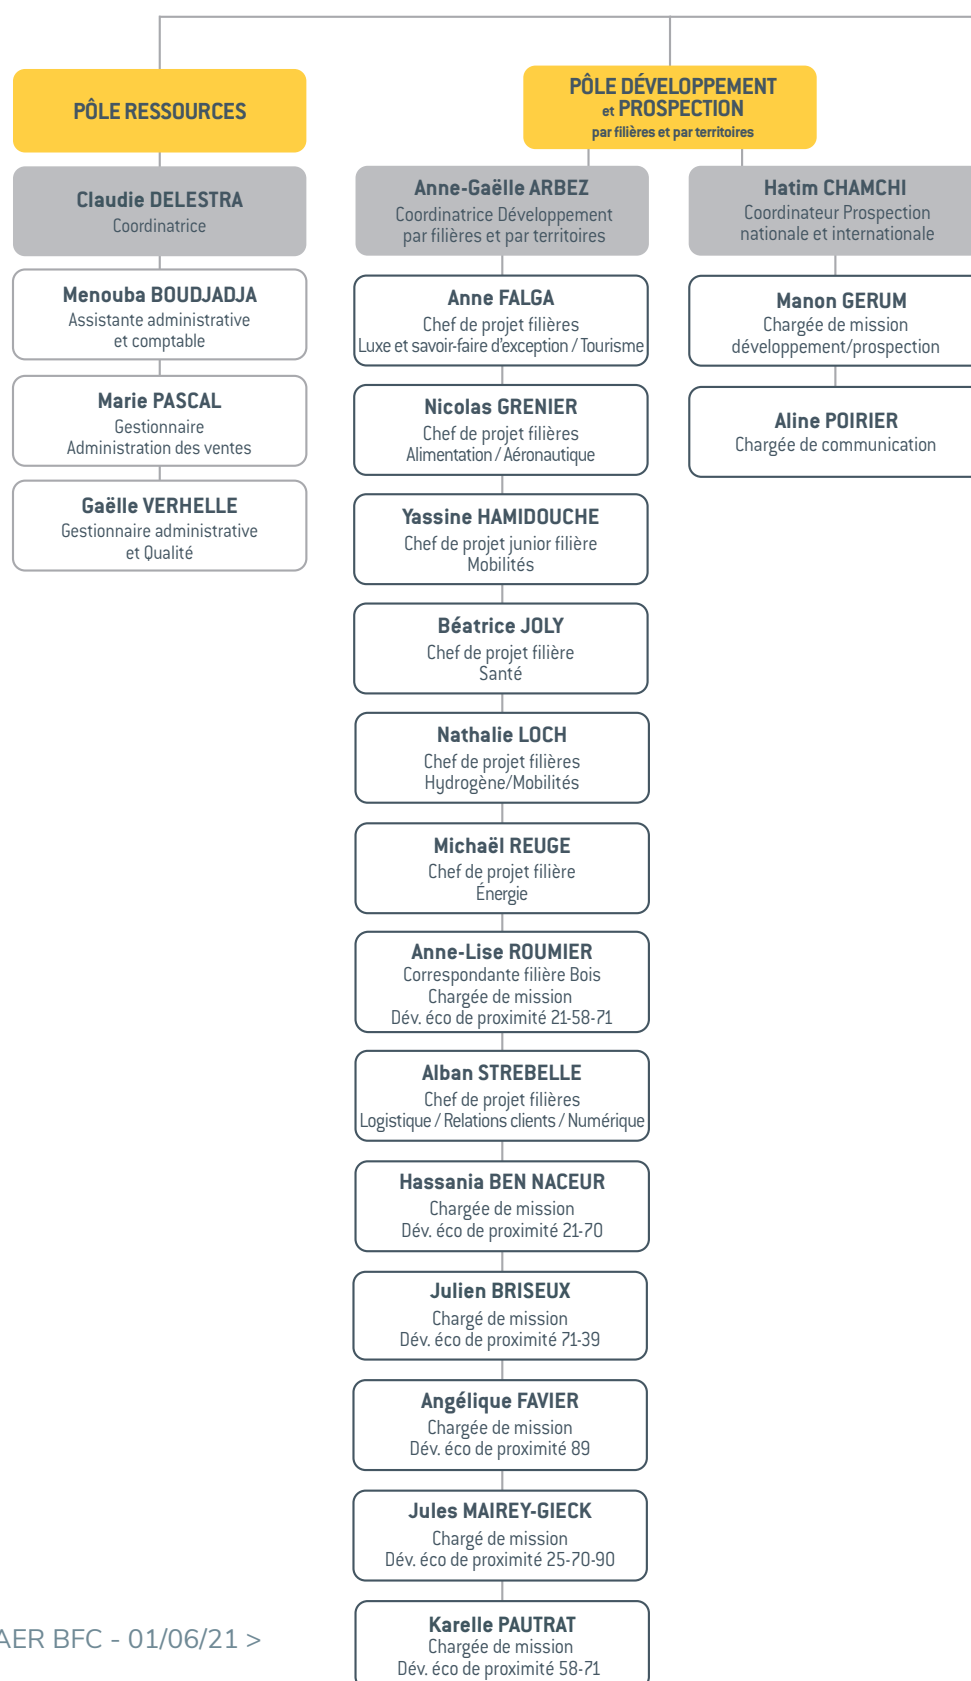 PÔLE RESSOURCES
Claudie DELESTRA
Coordinatrice
Menouba BOUDJADJA
Assistante administrative
et comptable
Marie PASCAL
Gestionnaire
Administration des ventes
Gaëlle VERHELLE
Gestionnaire administrative
et Qualité
PÔLE DÉVELOPPEMENT
et PROSPECTION
par filières et par territoires
Anne-Gaëlle ARBEZ
Coordinatrice Développement
par filières et par territoires
Anne FALGA
Chef de projet filières
Luxe et savoir-faire d'exception / Tourisme
Nicolas GRENIER
Chef de projet filières
Alimentation / Aéronautique
Yassine HAMIDOUCHE
Chef de projet junior filière
Mobilités
Béatrice JOLY
Chef de projet filière
Santé
Nathalie LOCH
Chef de projet filières
Hydrogène/Mobilités
Michaël REUGE
Chef de projet filière
Énergie
Anne-Lise ROUMIER
Correspondante filière Bois
Chargée de mission
Dév. éco de proximité 21-58-71
Alban STREBELLE
Chef de projet filières
Logistique / Relations clients / Numérique
Hassania BEN NACEUR
Chargée de mission
Dév. éco de proximité 21-70
Julien BRISEUX
Chargé de mission
Dév. éco de proximité 71-39
Angélique FAVIER
Chargée de mission
Dév. éco de proximité 89
Jules MAIREY-GIECK
Chargé de mission
Dév. éco de proximité 25-70-90
Karelle PAUTRAT
Chargée de mission
Dév. éco de proximité 58-71
Hatim CHAMCHI
Coordinateur Prospection
nationale et internationale
Manon GERUM
Chargée de mission
développement/prospection
Aline POIRIER
Chargée de communication
AER BFC - 01/06/21 >